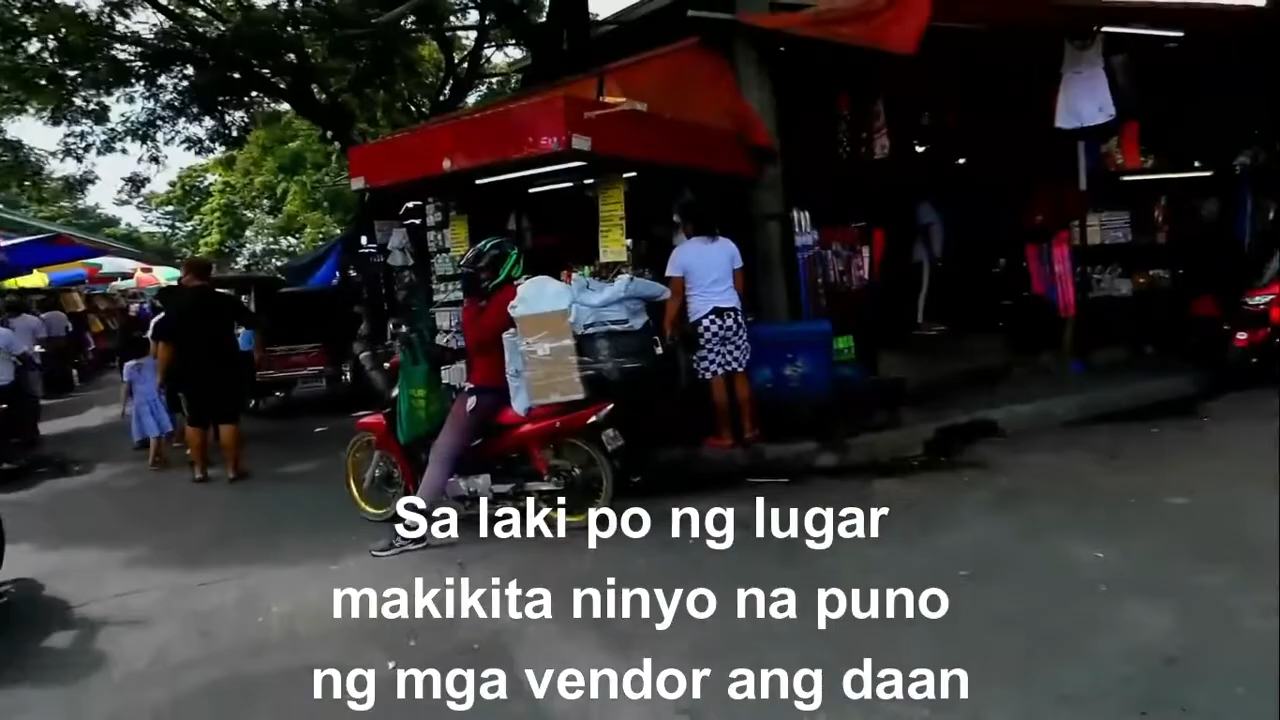 Sa laki po ng lugar
makikita ninyo na puno
ng mga vendor ang daan